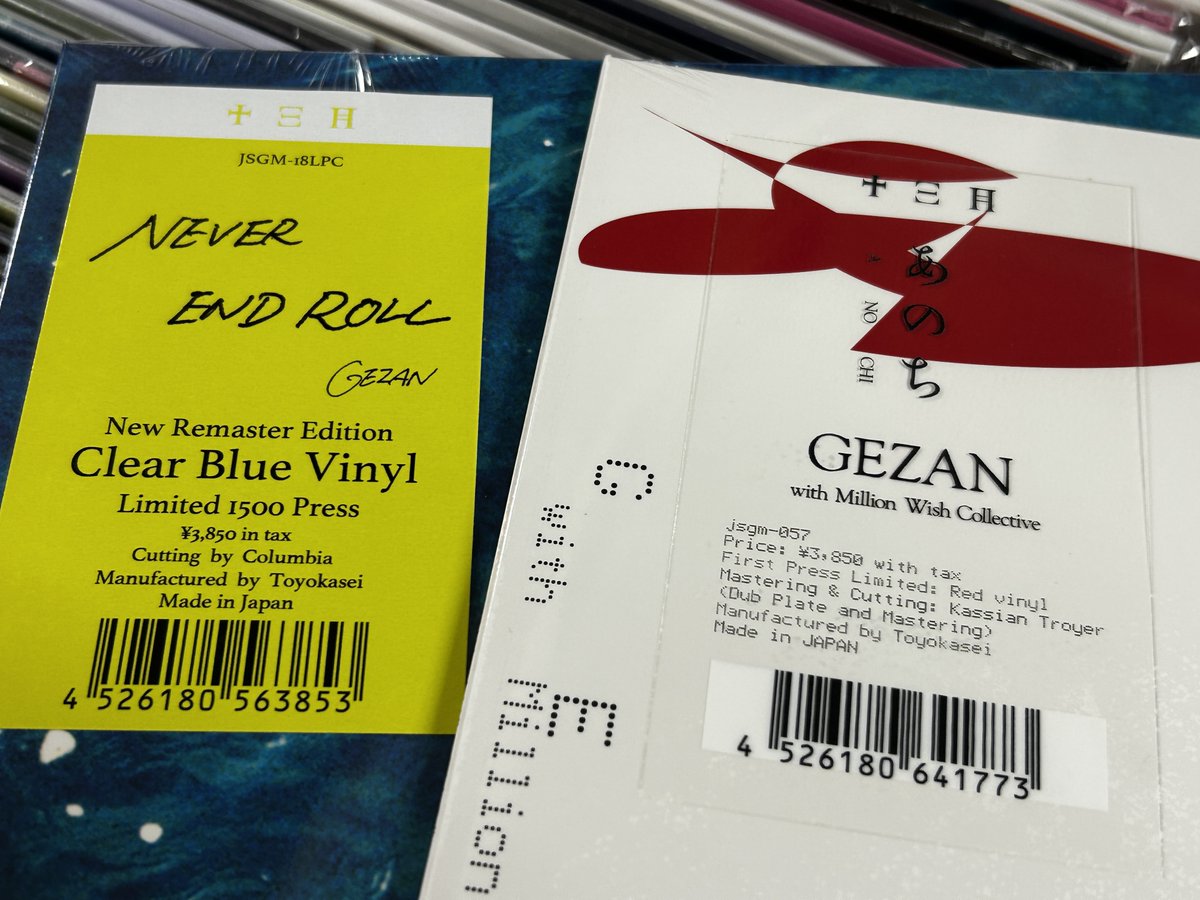 十 三 月
JSGM-18LPC
NEVER
END ROLL
GEZAN
New Remaster Edition
Clear Blue Vinyl
Limited 1500 Press
¥3,850 in tax
Cutting by Columbia
Manufactured by Toyokasei
Made in Japan
4 526180 563853
十 三 月
あのち
A NO CHI
GEZAN
with Million Wish Collective
jsgm-057
Price: ¥3,850 with tax
First Press Limited: Red vinyl
Mastering & Cutting: Kassian Troyer
(Dub Plate and Mastering)
Manufactured by Toyokasei
Made in JAPAN
4 526180 641773
G E
with Million